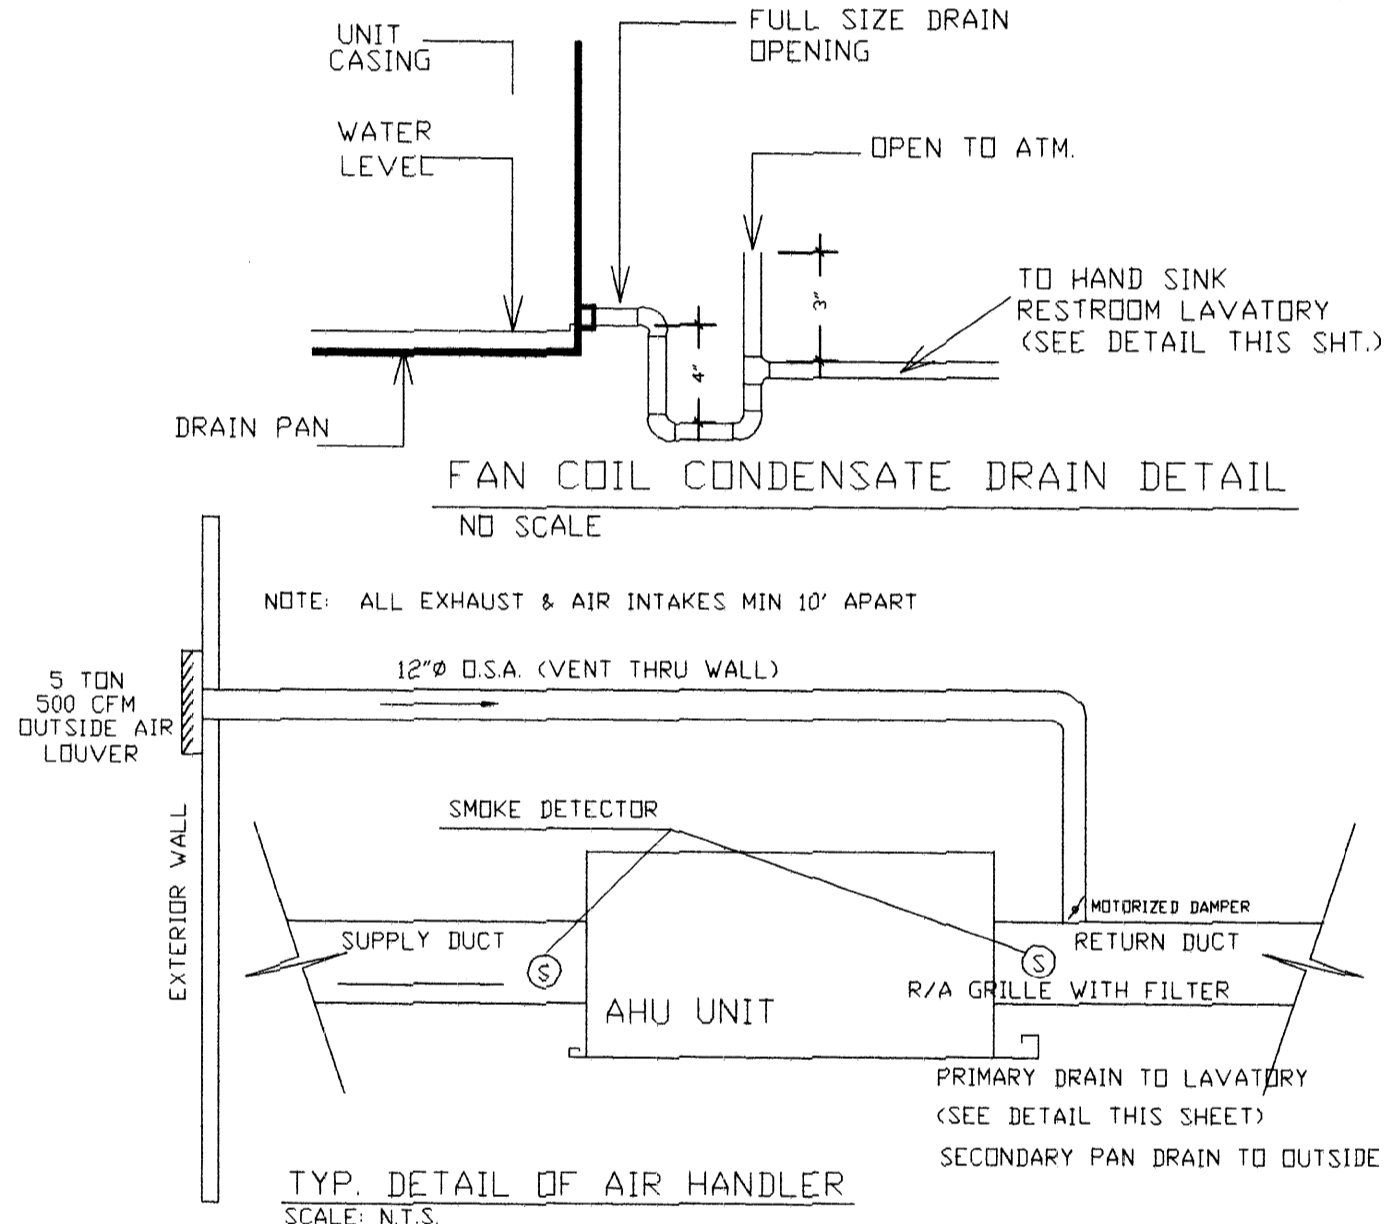 UNIT
CASING
FULL SIZE DRAIN
OPENING
WATER
LEVEL
OPEN TO ATM.
3"
TO HAND SINK
RESTROOM LAVATORY
(SEE DETAIL THIS SHT.)
4"
DRAIN PAN
FAN COIL CONDENSATE DRAIN DETAIL
NO SCALE
NOTE: ALL EXHAUST & AIR INTAKES MIN 10' APART
12"Ø O.S.A. (VENT THRU WALL)
5 TON
500 CFM
OUTSIDE AIR
LOUVER
EXTERIOR WALL
SMOKE DETECTOR
MOTORIZED DAMPER
SUPPLY DUCT
S
S
RETURN DUCT
R/A GRILLE WITH FILTER
AHU UNIT
PRIMARY DRAIN TO LAVATORY
(SEE DETAIL THIS SHEET)
SECONDARY PAN DRAIN TO OUTSIDE
TYP. DETAIL OF AIR HANDLER
SCALE: N.T.S.